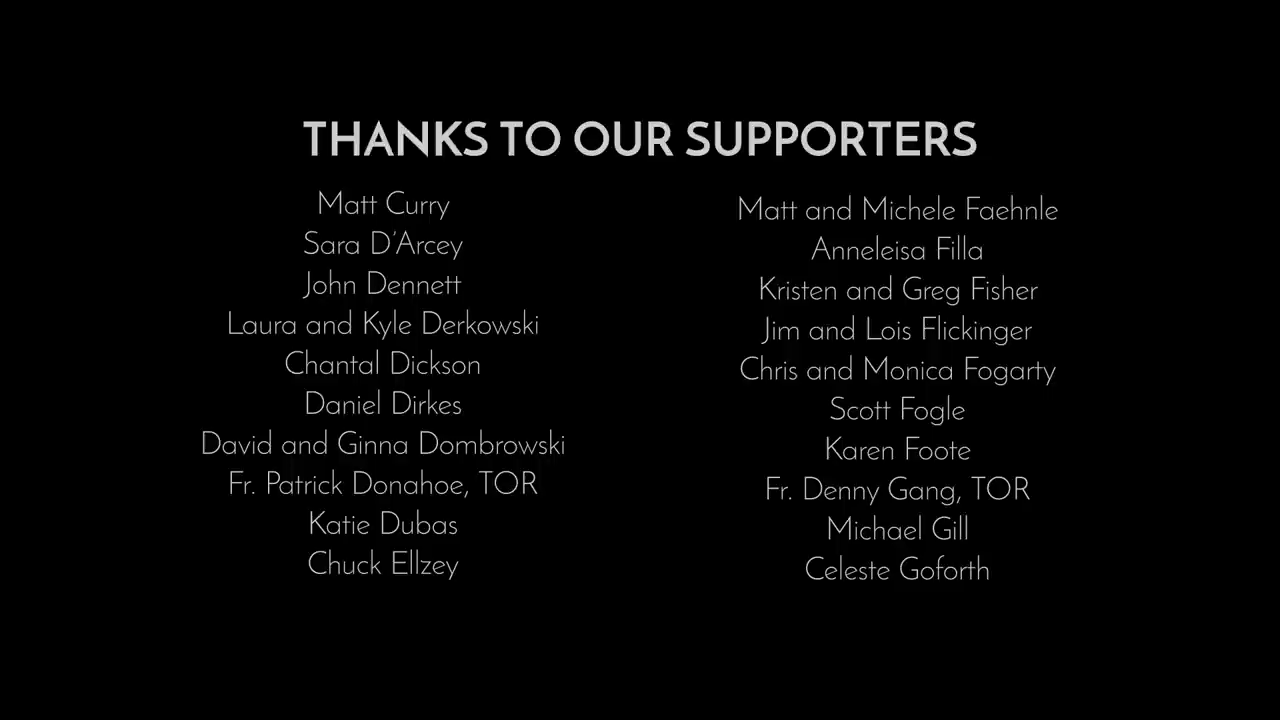 THANKS TO OUR SUPPORTERS
Matt Curry
Sara D'Arcey
John Dennett
Laura and Kyle Derkowski
Chantal Dickson
Daniel Dirkes
David and Ginna Dombrowski
Fr. Patrick Donahoe, TOR
Katie Dubas
Chuck Ellzey
Matt and Michele Faehnle
Anneleisa Filla
Kristen and Greg Fisher
Jim and Lois Flickinger
Chris and Monica Fogarty
Scott Fogle
Karen Foote
Fr. Denny Gang, TOR
Michael Gill
Celeste Goforth